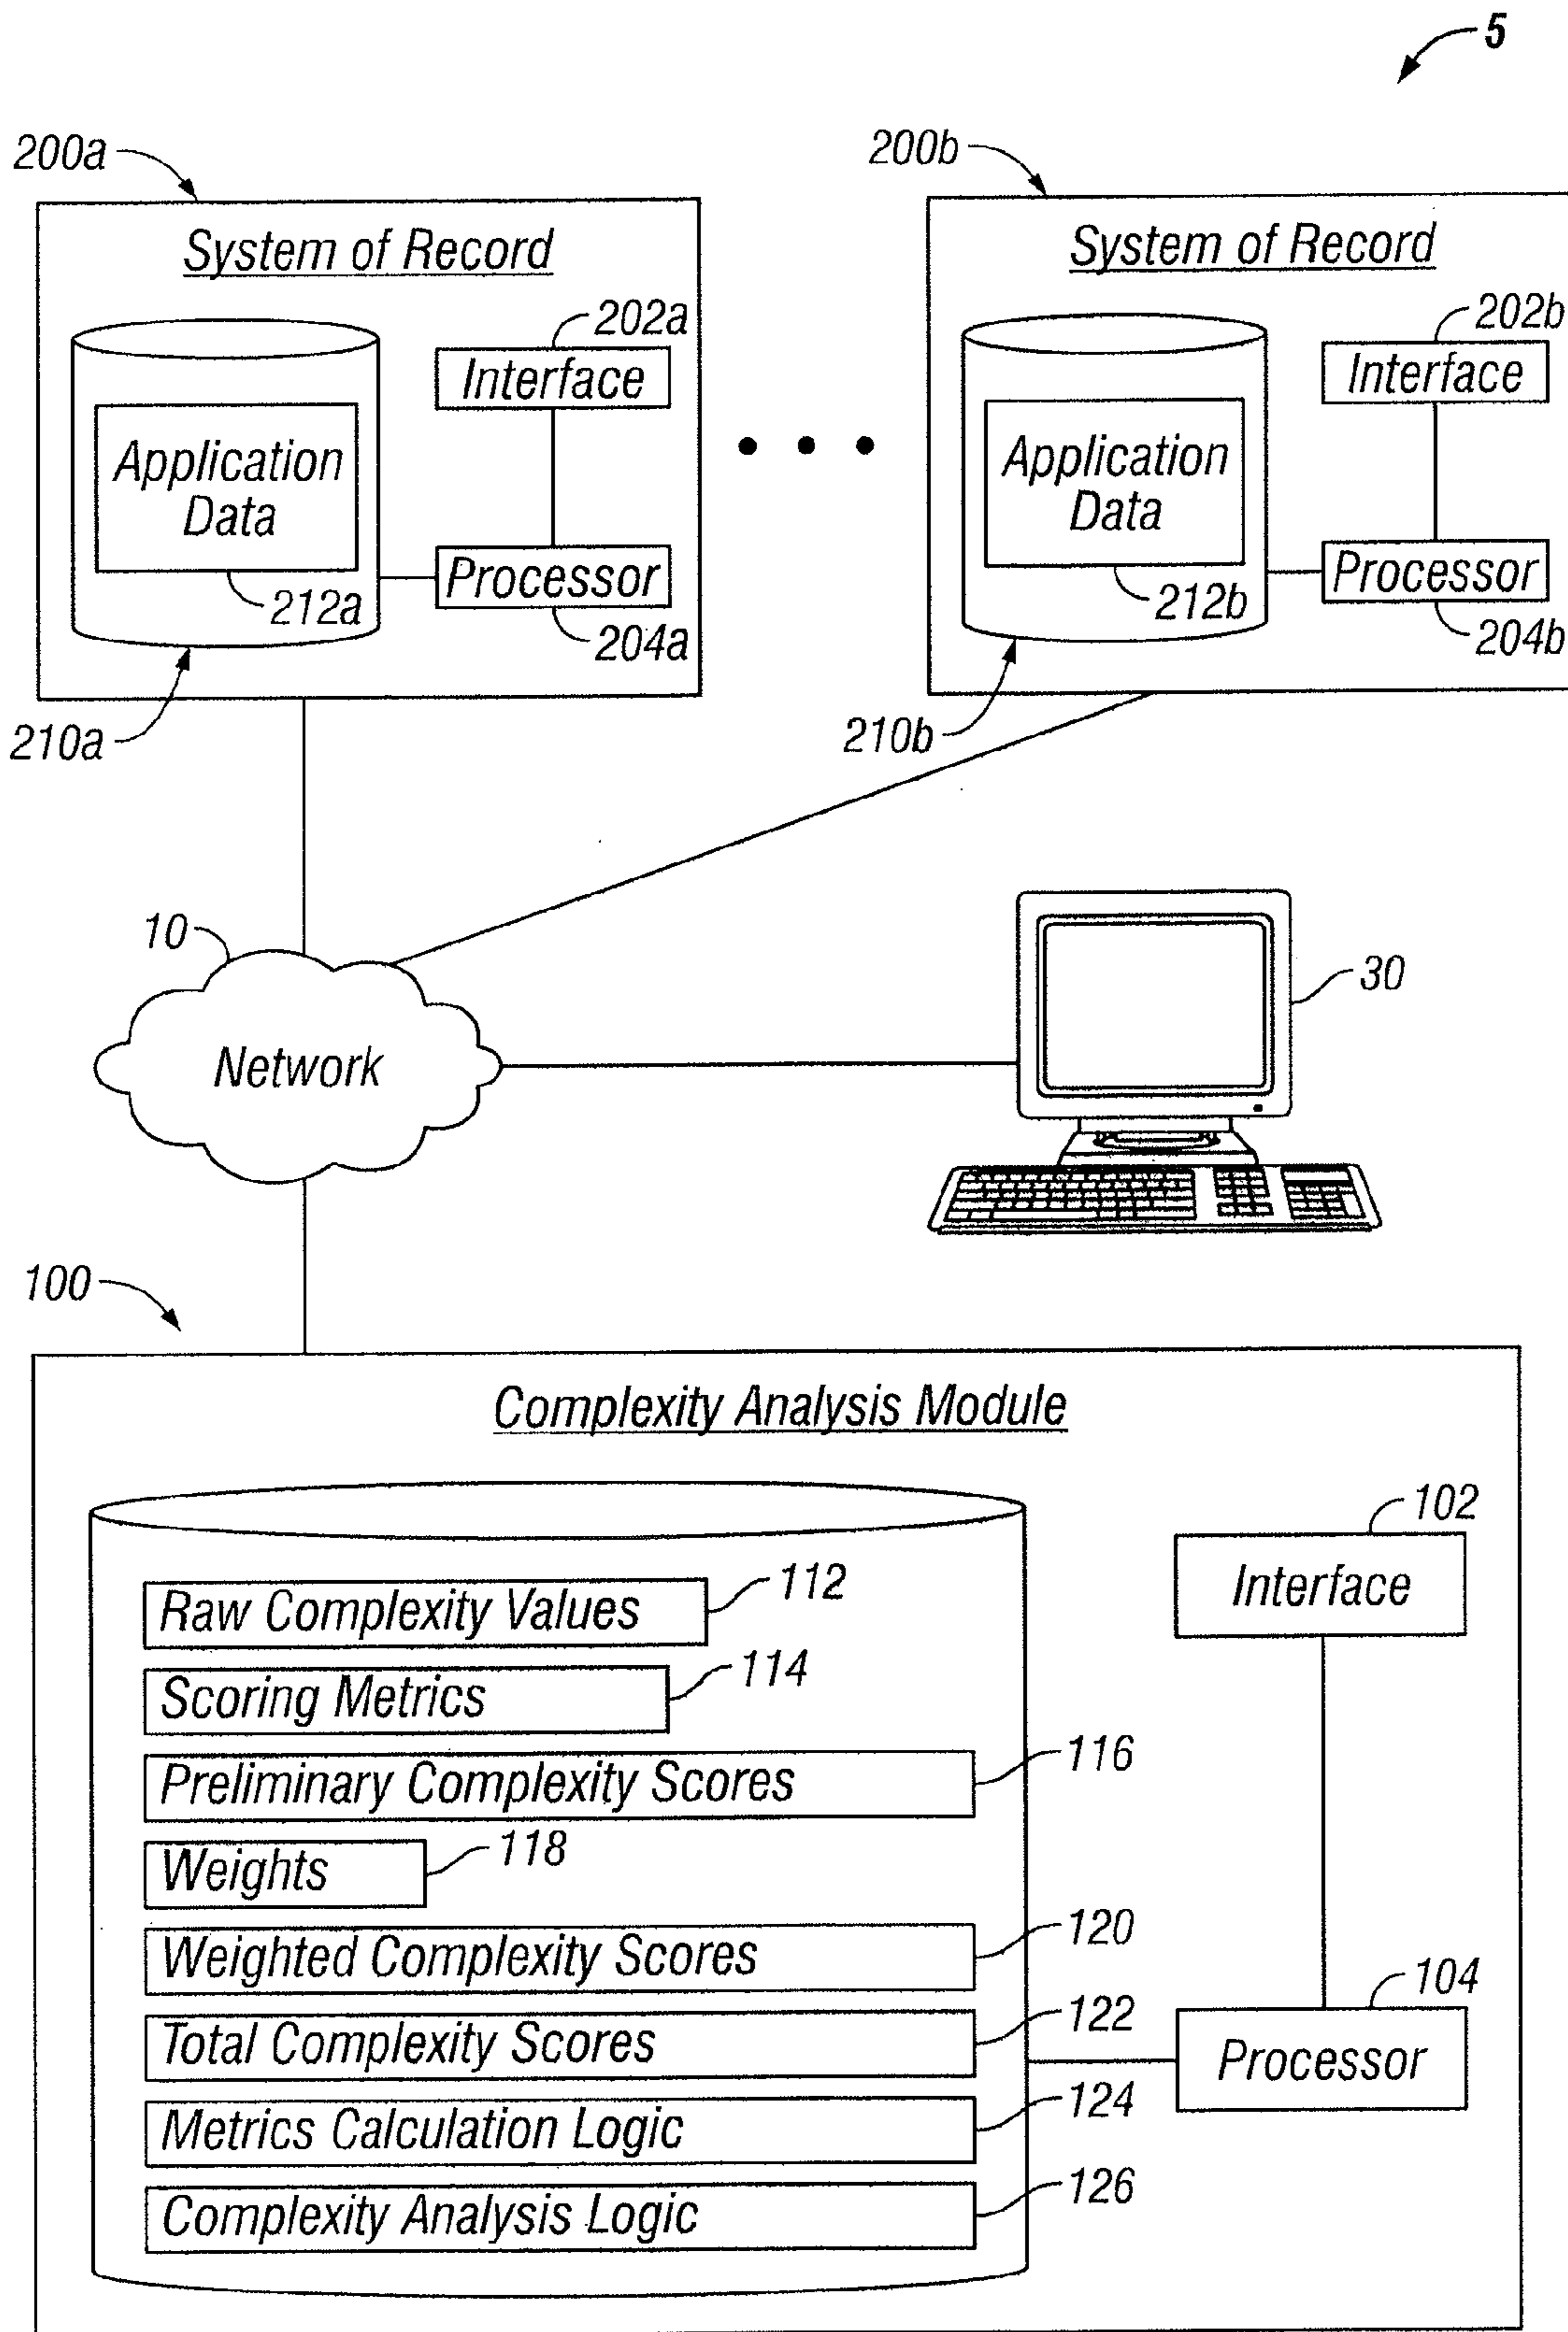 5
200a
200b
System of Record
System of Record
202a
202b
Interface
Interface
Application
Data
Application
Data
Processor
Processor
212a
212b
204a
204b
210a
210b
10
30
Network
100
Complexity Analysis Module
102
Interface
Raw Complexity Values
112
Scoring Metrics
114
Preliminary Complexity Scores
116
Weights
118
Weighted Complexity Scores
120
104
Total Complexity Scores
122
Processor
Metrics Calculation Logic
124
Complexity Analysis Logic
126